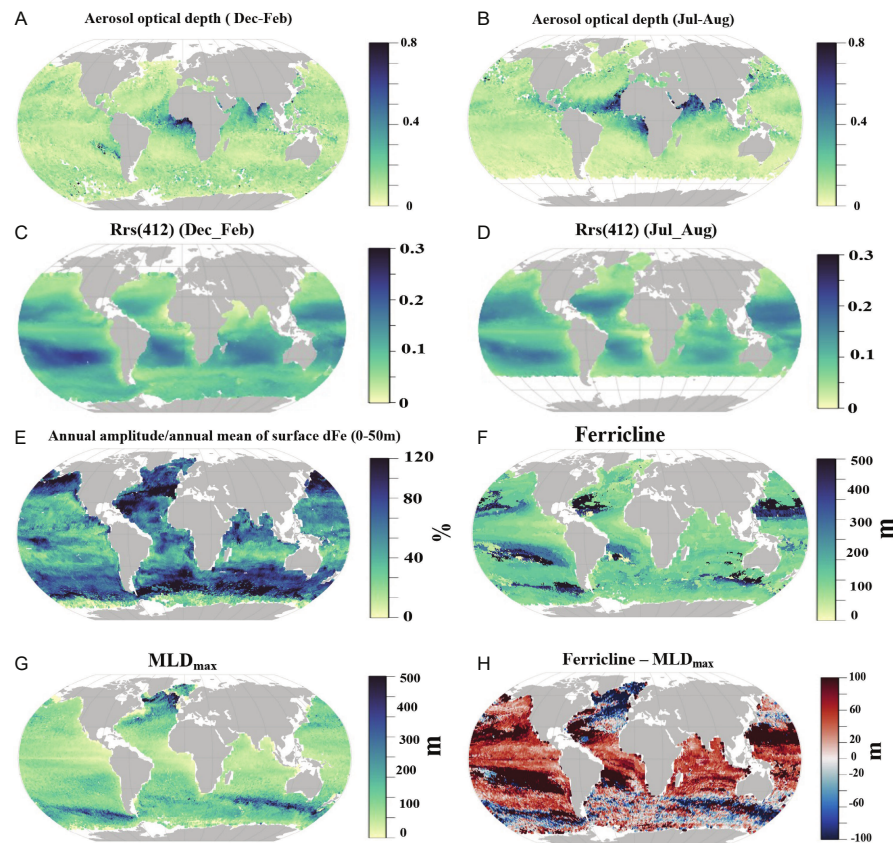 A
Aerosol optical depth ( Dec-Feb)
0.8
0.4
0
B
Aerosol optical depth (Jul-Aug)
0.8
0.4
0
C
Rrs(412) (Dec_Feb)
0.3
0.2
0.1
0
D
Rrs(412) (Jul_Aug)
0.3
0.2
0.1
0
E
Annual amplitude/annual mean of surface dFe (0-50m)
120
80
40
0
%
F
Ferricline
500
400
300
200
100
0
m
G
MLDmax
500
400
300
200
100
0
m
H
Ferricline – MLDmax
100
80
60
40
20
0
-20
-40
-60
-80
-100
m